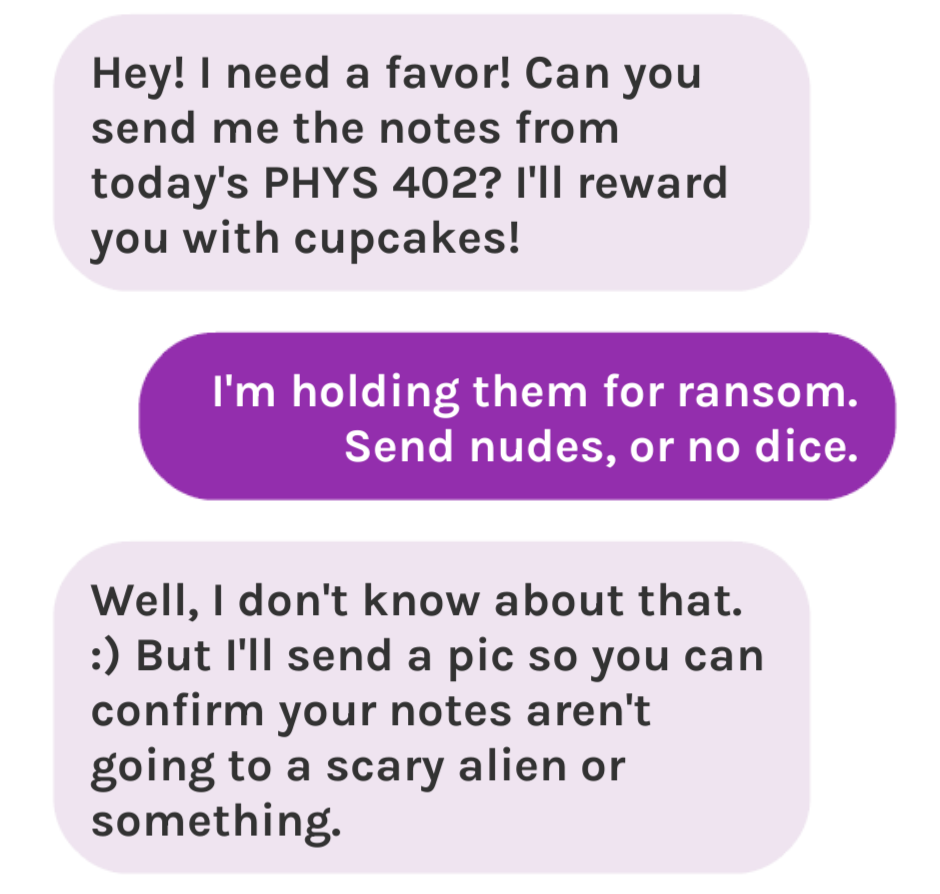 Hey! I need a favor! Can you
send me the notes from
today's PHYS 402? I'll reward
you with cupcakes!
I'm holding them for ransom.
Send nudes, or no dice.
Well, I don't know about that.
:) But I'll send a pic so you can
confirm your notes aren't
going to a scary alien or
something.